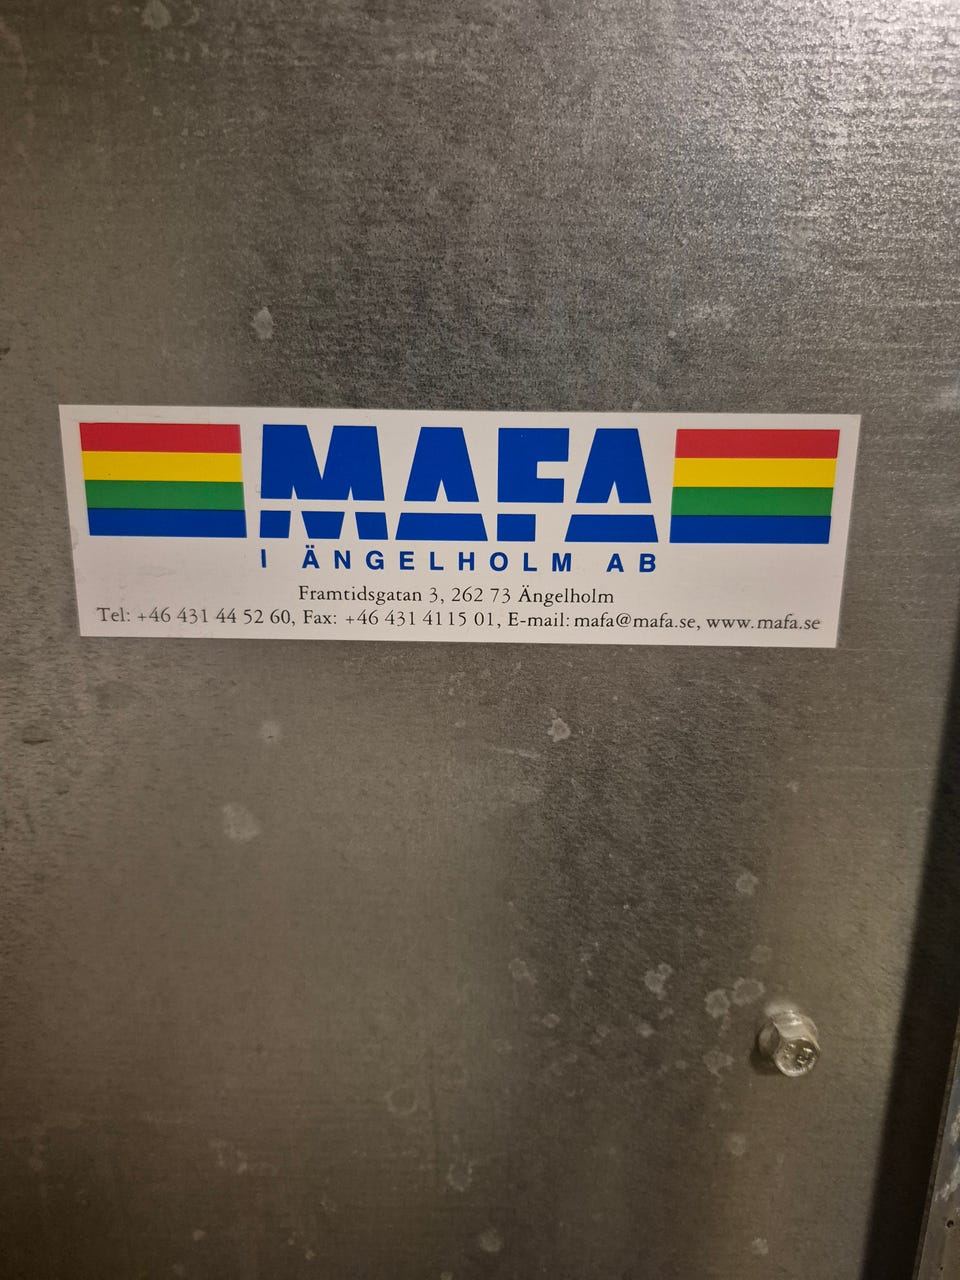 MAFA
I ÄNGELHOLM AB
Framtidsgatan 3, 262 73 Ängelholm
Tel: +46 431 44 52 60, Fax: +46 431 41 15 01, E-mail: mafa@mafa.se, www.mafa.se